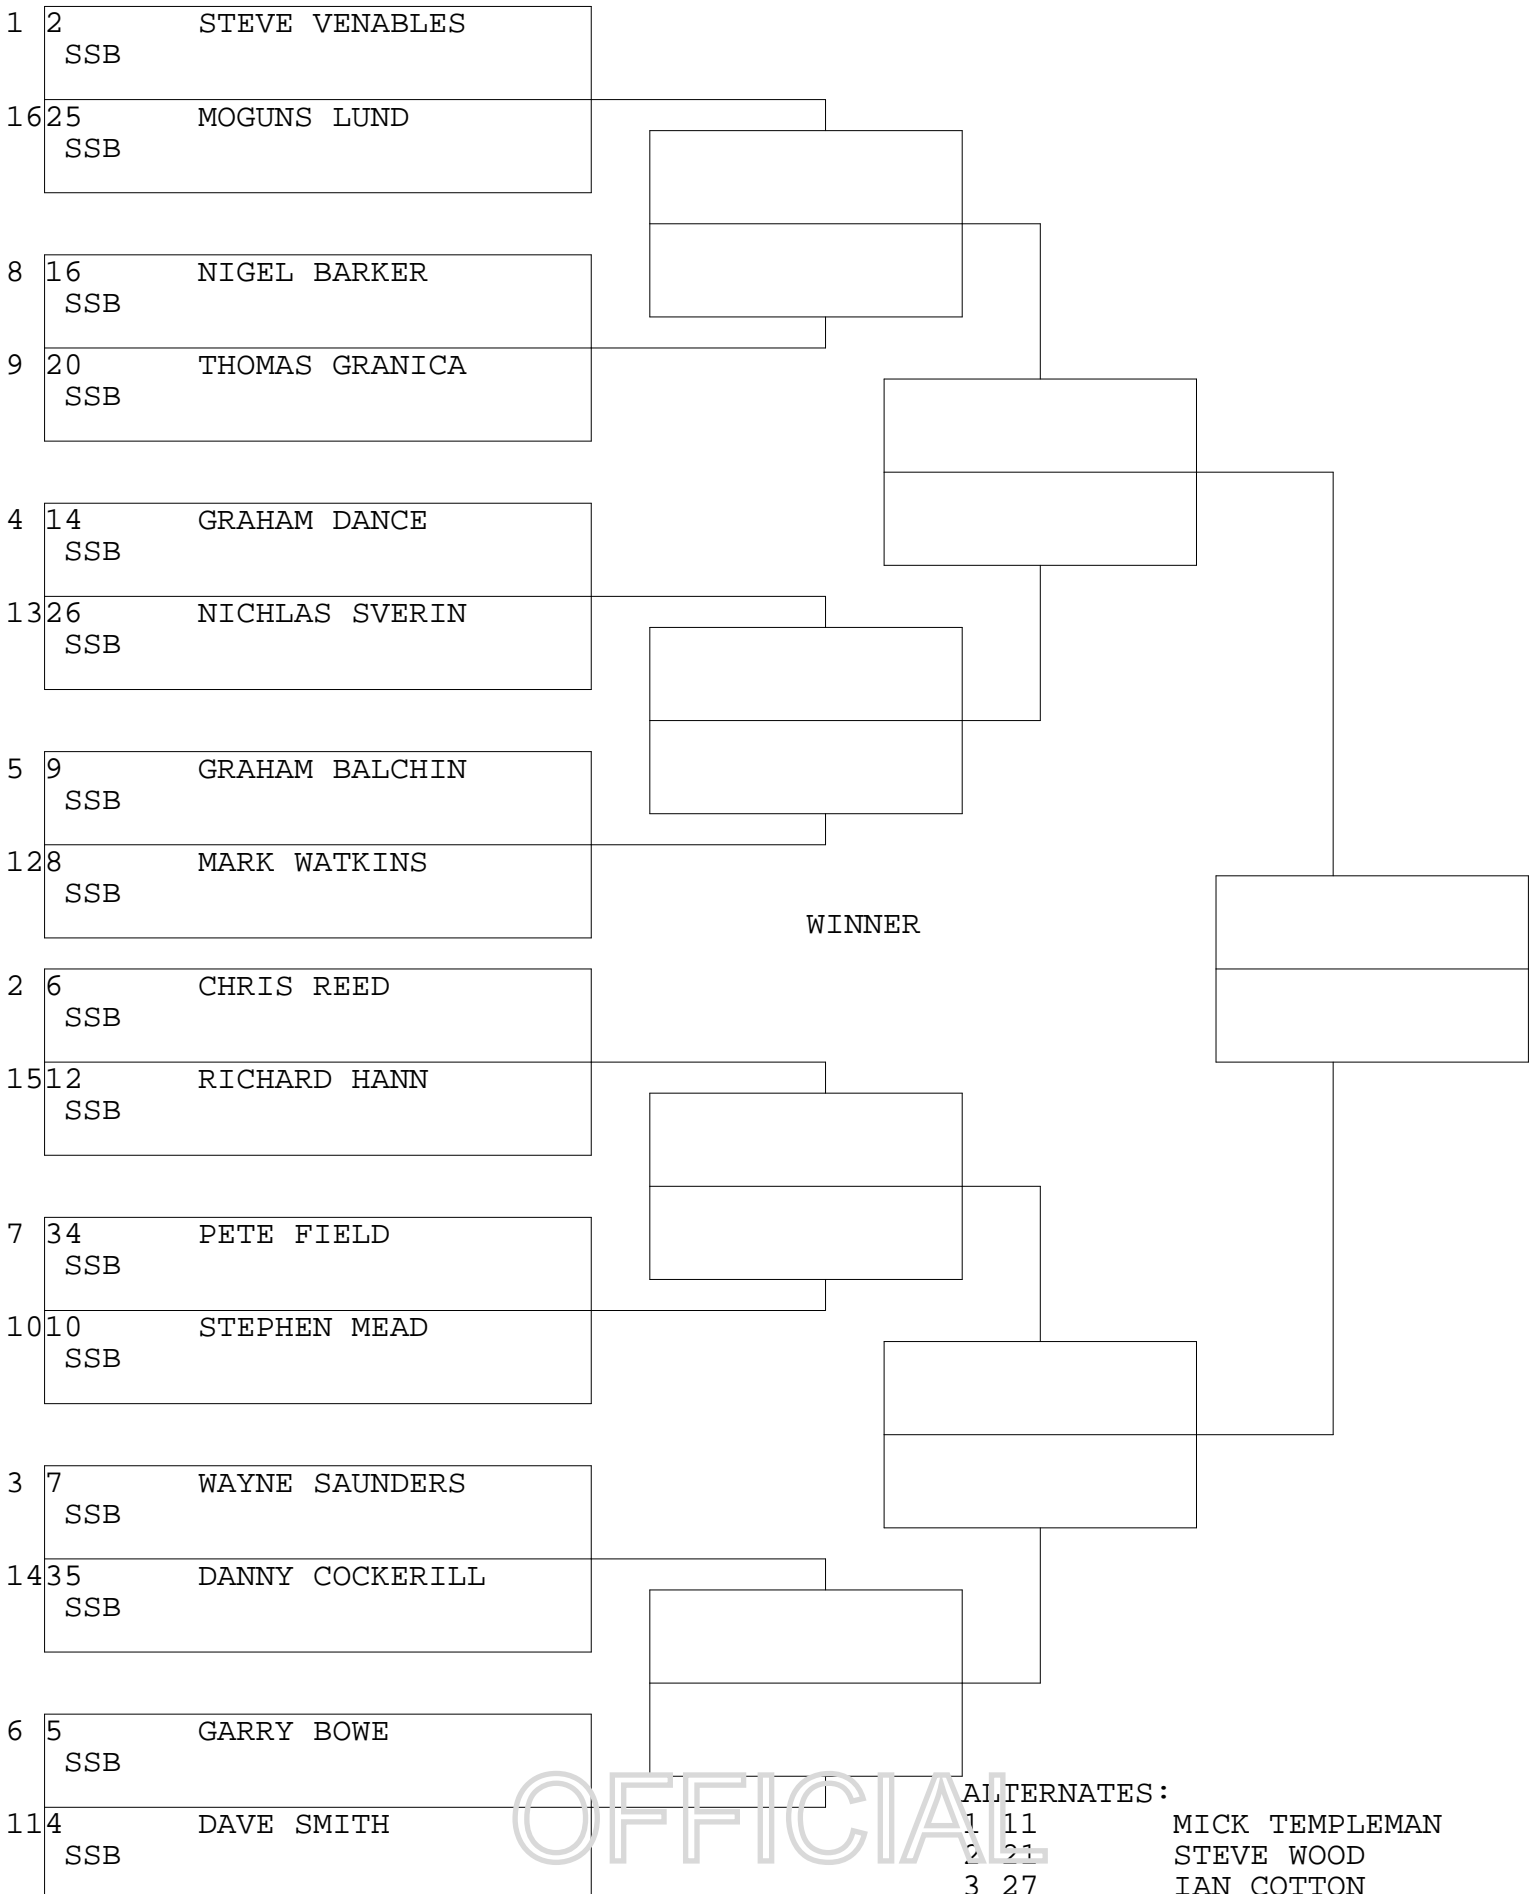 1 2 STEVE VENABLES
SSB
16 25 MOGUNS LUND
SSB
8 16 NIGEL BARKER
SSB
9 20 THOMAS GRANICA
SSB
4 14 GRAHAM DANCE
SSB
13 26 NICHLAS SVERIN
SSB
5 9 GRAHAM BALCHIN
SSB
12 8 MARK WATKINS
SSB
WINNER
2 6 CHRIS REED
SSB
15 12 RICHARD HANN
SSB
7 34 PETE FIELD
SSB
10 10 STEPHEN MEAD
SSB
3 7 WAYNE SAUNDERS
SSB
14 35 DANNY COCKERILL
SSB
6 5 GARRY BOWE
SSB
11 4 DAVE SMITH
SSB
OFFICIAL
ALTERNATES:
1 11 MICK TEMPLEMAN
2 21 STEVE WOOD
3 27 IAN COTTON